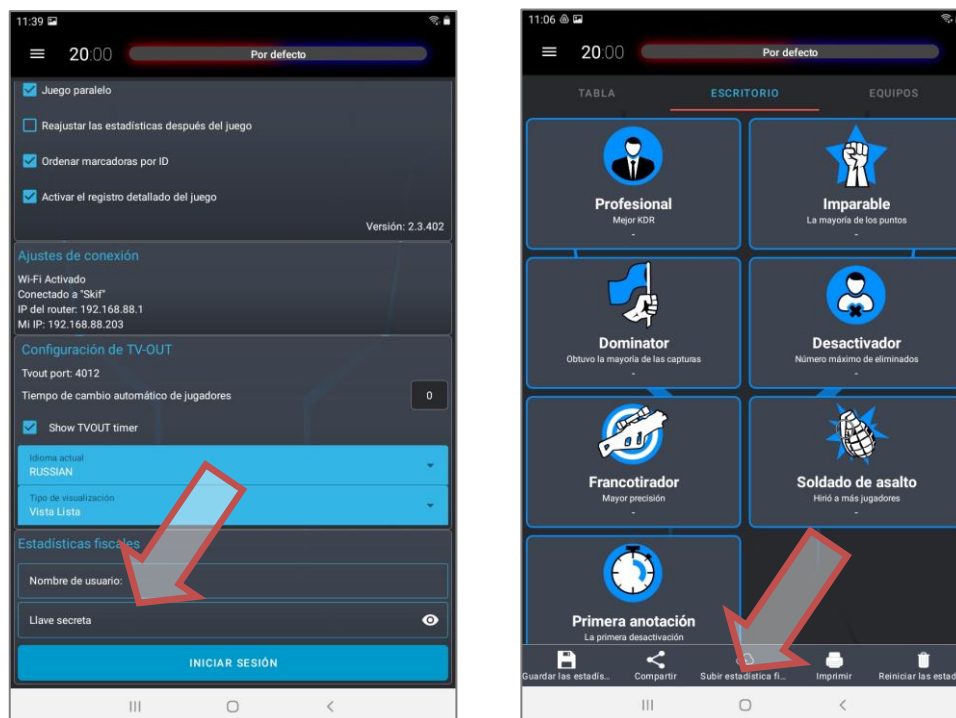 11:39
20:00
Por defecto
Juego paralelo
Reajustar las estadísticas después del juego
Ordenar marcadoras por ID
Activar el registro detallado del juego
Versión: 2.3.402
Ajustes de conexión
Wi-Fi Activado
Conectado a "Skif"
IP del router: 192.168.88.1
Mi IP: 192.168.88.203
Configuración de TV-OUT
Tvout port: 4012
Tiempo de cambio automático de jugadores 0
Show TVOUT timer
Idioma actual
RUSSIAN
Tipo de visualización
Vista Lista
Estadísticas fiscales
Nombre de usuario:
Llave secreta
INICIAR SESIÓN
11:06
20:00
Por defecto
TABLA ESCRITORIO EQUIPOS
Profesional
Mejor KDR
-
Imparable
La mayoría de los puntos
-
Dominator
Obtuvo la mayoría de las capturas
-
Desactivador
Número máximo de eliminados
-
Francotirador
Mayor precisión
-
Soldado de asalto
Hirió a más jugadores
-
Primera anotación
La primera desactivación
Guardar las estadís... Compartir Subir estadística fi... Imprimir Reiniciar las estad